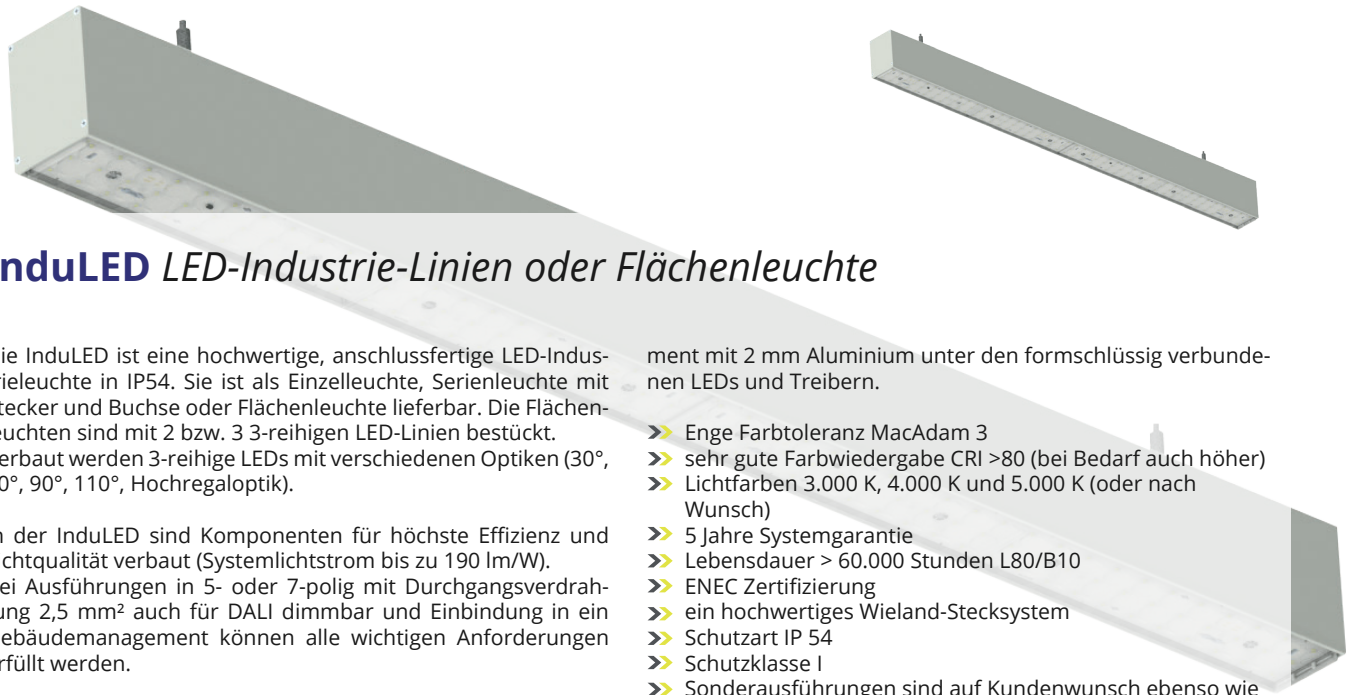 nduLED LED-Industrie-Linien oder Flächenleuchte
ie InduLED ist eine hochwertige, anschlussfertige LED-Indus-
rieleuchte in IP54. Sie ist als Einzelleuchte, Serienleuchte mit
tecker und Buchse oder Flächenleuchte lieferbar. Die Flächen-
euchten sind mit 2 bzw. 3 3-reihigen LED-Linien bestückt.
erbaut werden 3-reihige LEDs mit verschiedenen Optiken (30°,
0°, 90°, 110°, Hochregaloptik).
n der InduLED sind Komponenten für höchste Effizienz und
ichtqualität verbaut (Systemlichtstrom bis zu 190 lm/W).
ei Ausführungen in 5- oder 7-polig mit Durchgangsverdrah-
ung 2,5 mm² auch für DALI dimmbar und Einbindung in ein
ebäudemanagement können alle wichtigen Anforderungen
rfüllt werden.
ment mit 2 mm Aluminium unter den formschlüssig verbunde-
nen LEDs und Treibern.
Enge Farbtoleranz MacAdam 3
sehr gute Farbwiedergabe CRI >80 (bei Bedarf auch höher)
Lichtfarben 3.000 K, 4.000 K und 5.000 K (oder nach
Wunsch)
5 Jahre Systemgarantie
Lebensdauer > 60.000 Stunden L80/B10
ENEC Zertifizierung
ein hochwertiges Wieland-Stecksystem
Schutzart IP 54
Schutzklasse I
Sonderausführungen sind auf Kundenwunsch ebenso wie